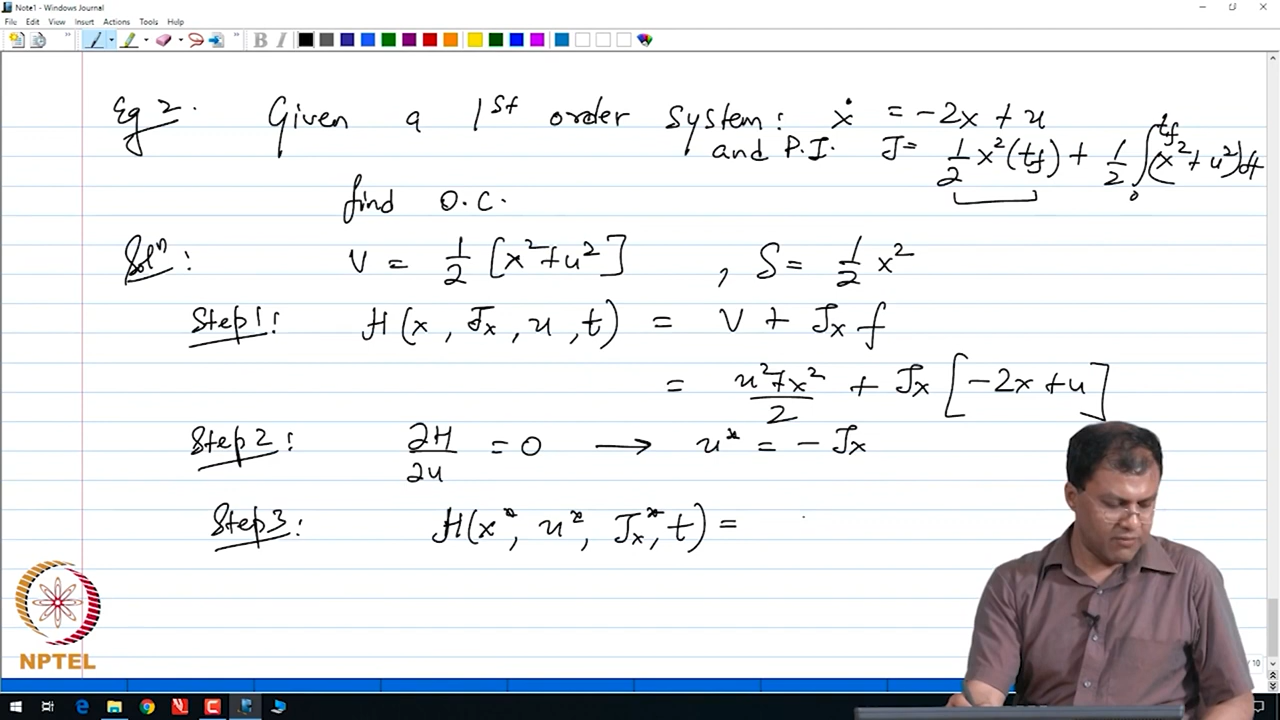 Note1 - Windows Journal
File Edit View Insert Actions Tools Help
B I
Eg 2. Given a 1st order system: ẋ = -2x + u
and P.I. J = 1/2 x²(tf) + 1/2 ∫₀^tf (x² + u²) dt
find O.C.
Solⁿ: V = 1/2 [x² + u²] , S = 1/2 x²
Step 1: H(x, Jx, u, t) = V + Jx f
= (u² + x²)/2 + Jx [-2x + u]
Step 2: ∂H/∂u = 0 → u* = - Jx
Step 3: H(x*, u*, Jx*, t) =
NPTEL